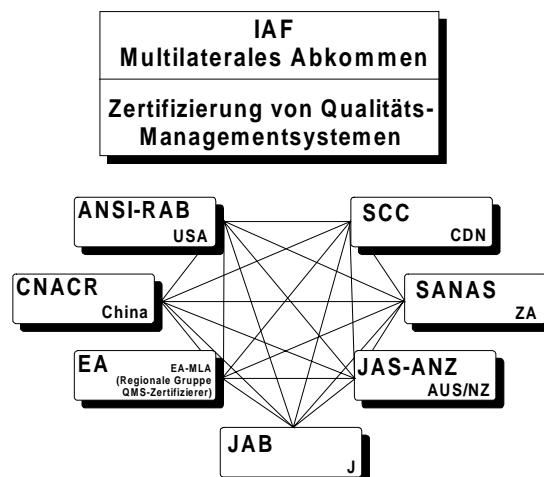 IAF
Multilaterales Abkommen
Zertifizierung von Qualitäts-
Managementsystemen
ANSI-RAB
USA
SCC
CDN
CNACR
China
SANAS
ZA
EA
EA-MLA
(Regionale Gruppe
QMS-Zertifizierer)
JAS-ANZ
AUS/NZ
JAB
J